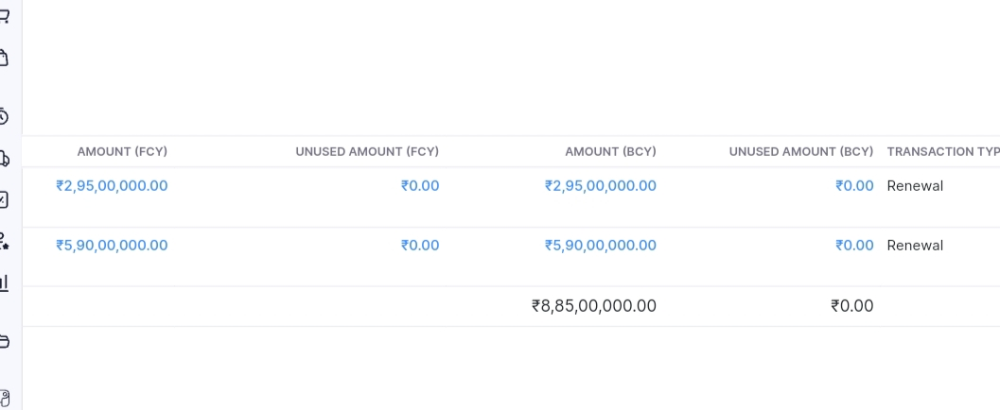 AMOUNT (FCY) UNUSED AMOUNT (FCY) AMOUNT (BCY) UNUSED AMOUNT (BCY) TRANSACTION TYP
₹2,95,00,000.00 ₹0.00 ₹2,95,00,000.00 ₹0.00 Renewal
₹5,90,00,000.00 ₹0.00 ₹5,90,00,000.00 ₹0.00 Renewal
₹8,85,00,000.00 ₹0.00